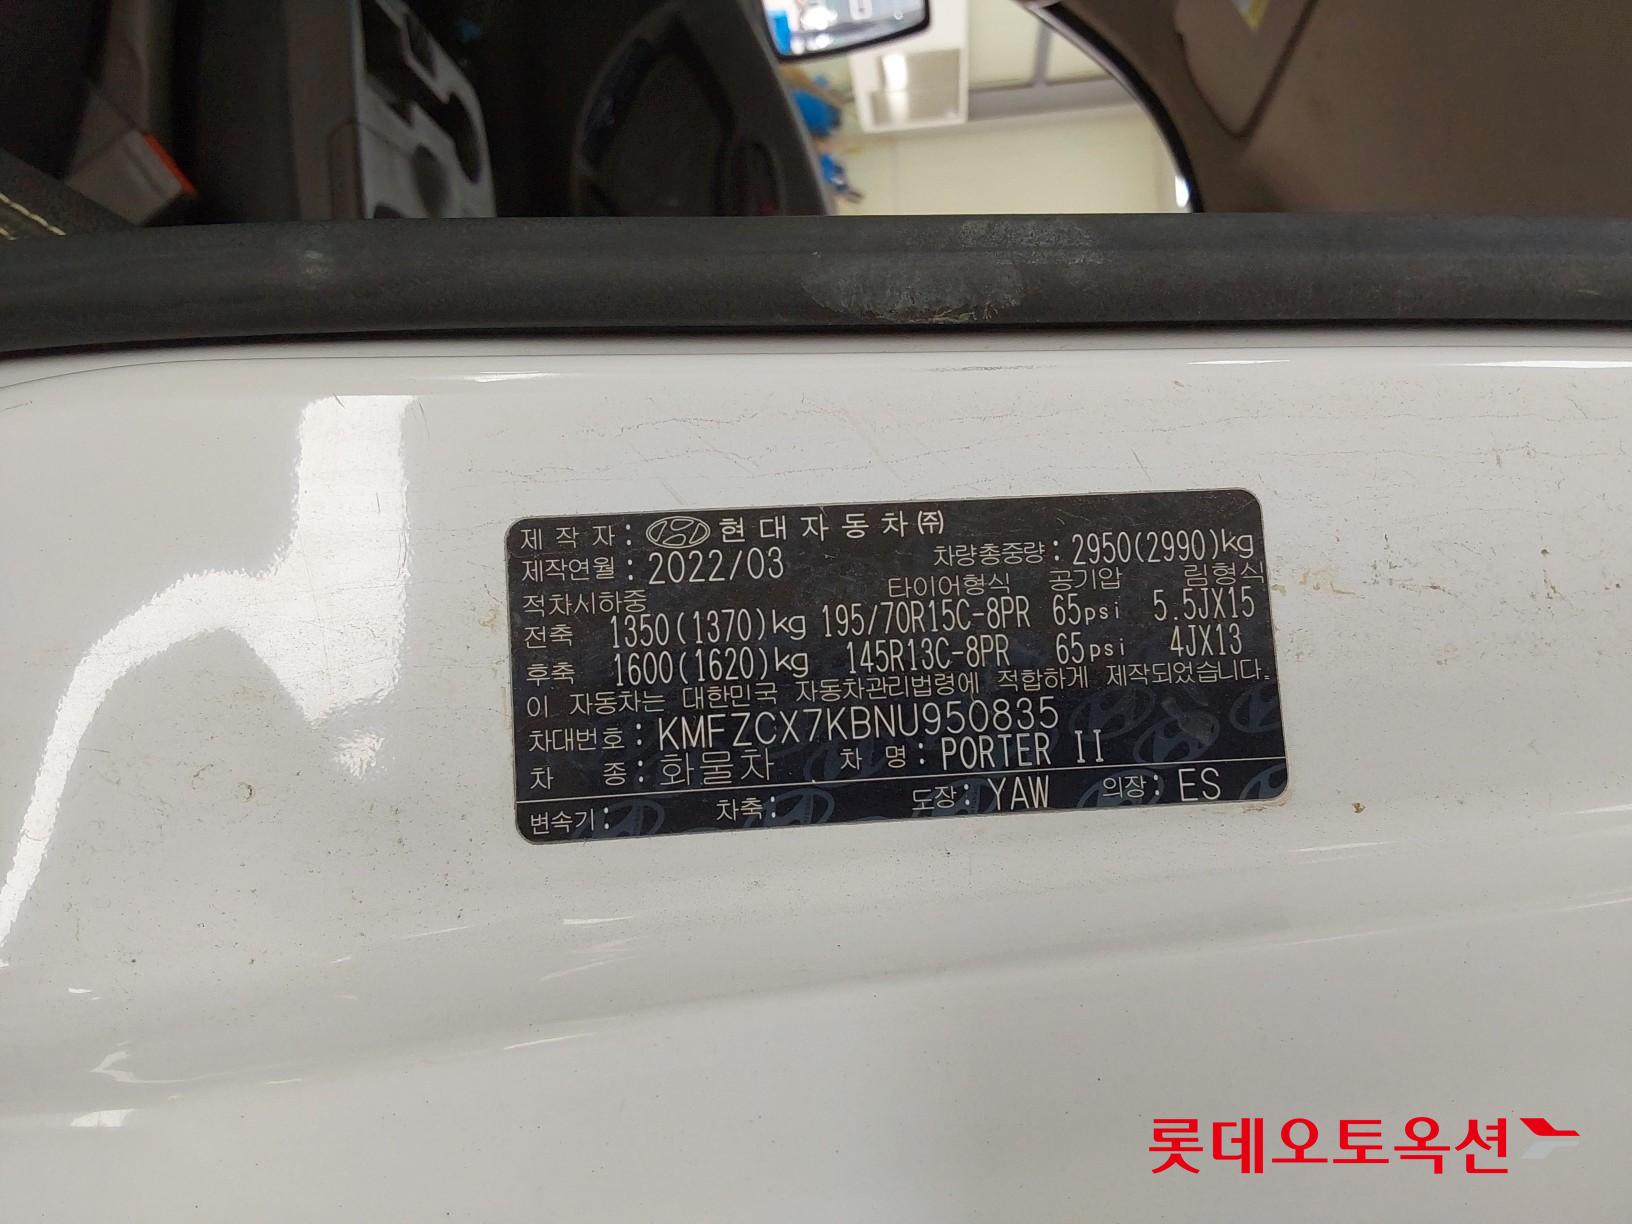 제작자 : 현대자동차㈜
제작연월 : 2022/03 차량총중량 : 2950(2990)kg
적차시하중 타이어형식 공기압 림형식
전축 1350(1370)kg 195/70R15C-8PR 65psi 5.5JX15
후축 1600(1620)kg 145R13C-8PR 65psi 4JX13
이 자동차는 대한민국 자동차관리법령에 적합하게 제작되었습니다.
차대번호 : KMFZCX7KBNU950835
차 종 : 화물차 차 명 : PORTER II
변속기 : 차축 : 도장 : YAW 의장 : ES
롯데오토옥션